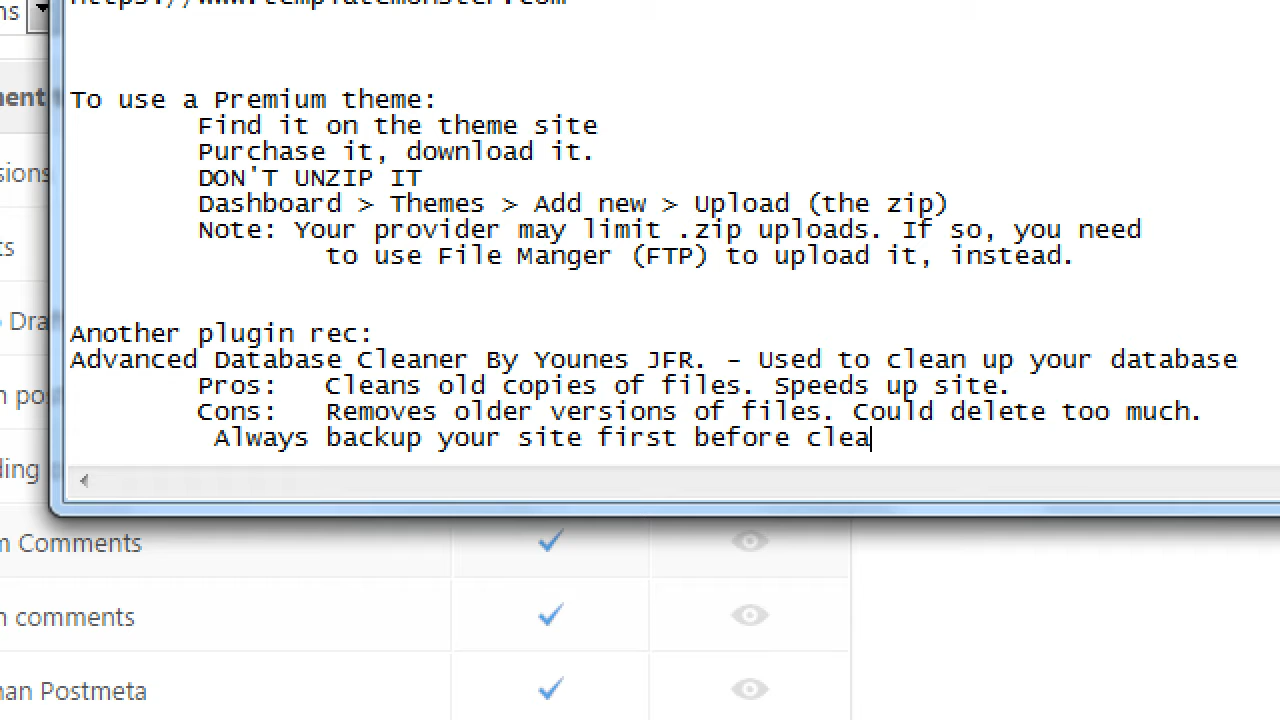 https://www.templatemonster.com
To use a Premium theme:
Find it on the theme site
Purchase it, download it.
DON'T UNZIP IT
Dashboard > Themes > Add new > Upload (the zip)
Note: Your provider may limit .zip uploads. If so, you need
to use File Manger (FTP) to upload it, instead.
Another plugin rec:
Advanced Database Cleaner By Younes JFR. - Used to clean up your database
Pros: Cleans old copies of files. Speeds up site.
Cons: Removes older versions of files. Could delete too much.
Always backup your site first before clea
Comments
comments
Postmeta